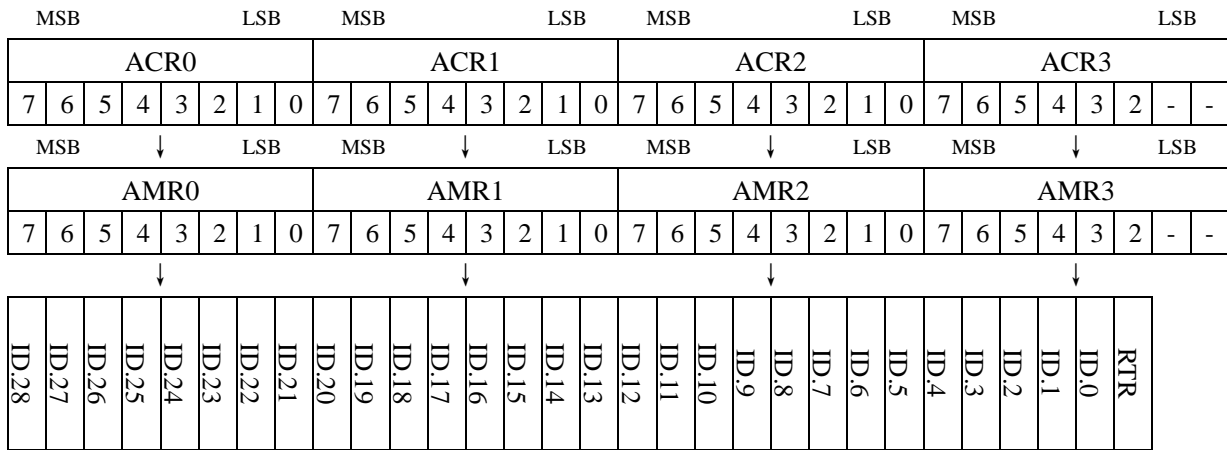 MSB LSB MSB LSB MSB LSB MSB LSB
ACR0 ACR1 ACR2 ACR3
7 6 5 4 3 2 1 0 7 6 5 4 3 2 1 0 7 6 5 4 3 2 1 0 7 6 5 4 3 2 - -
MSB ↓ LSB MSB ↓ LSB MSB ↓ LSB MSB ↓ LSB
AMR0 AMR1 AMR2 AMR3
7 6 5 4 3 2 1 0 7 6 5 4 3 2 1 0 7 6 5 4 3 2 1 0 7 6 5 4 3 2 - -
↓ ↓ ↓ ↓
ID.28 ID.27 ID.26 ID.25 ID.24 ID.23 ID.22 ID.21 ID.20 ID.19 ID.18 ID.17 ID.16 ID.15 ID.14 ID.13 ID.12 ID.11 ID.10 ID.9 ID.8 ID.7 ID.6 ID.5 ID.4 ID.3 ID.2 ID.1 ID.0 RTR